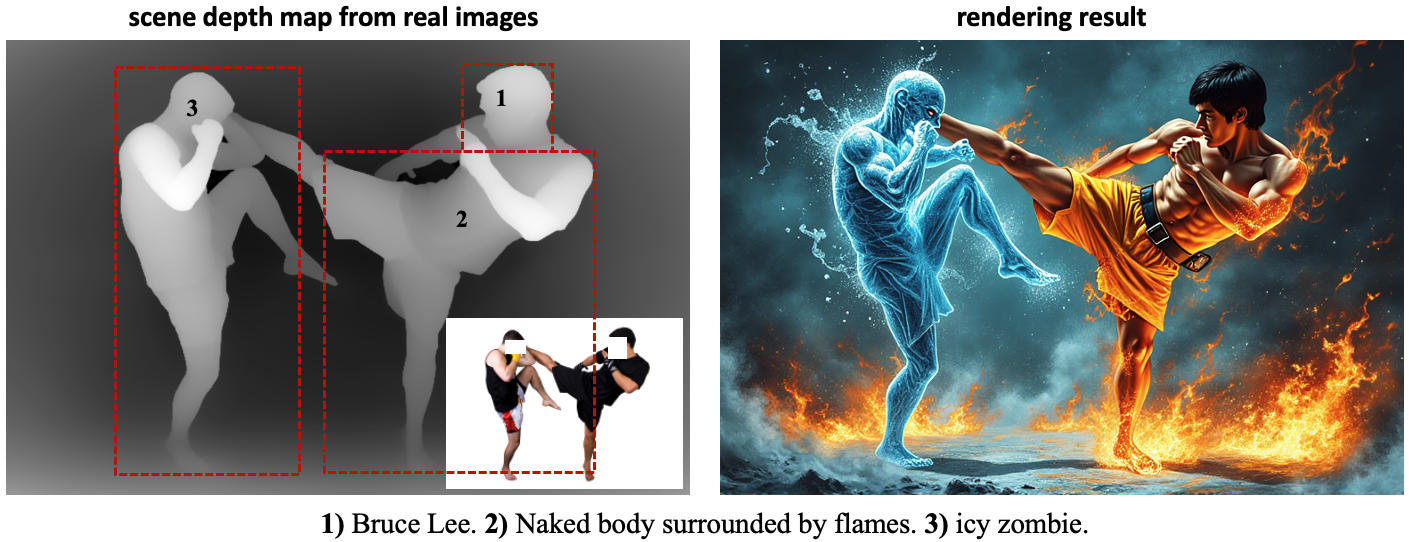 scene depth map from real images
rendering result
3
1
2
1) Bruce Lee. 2) Naked body surrounded by flames. 3) icy zombie.